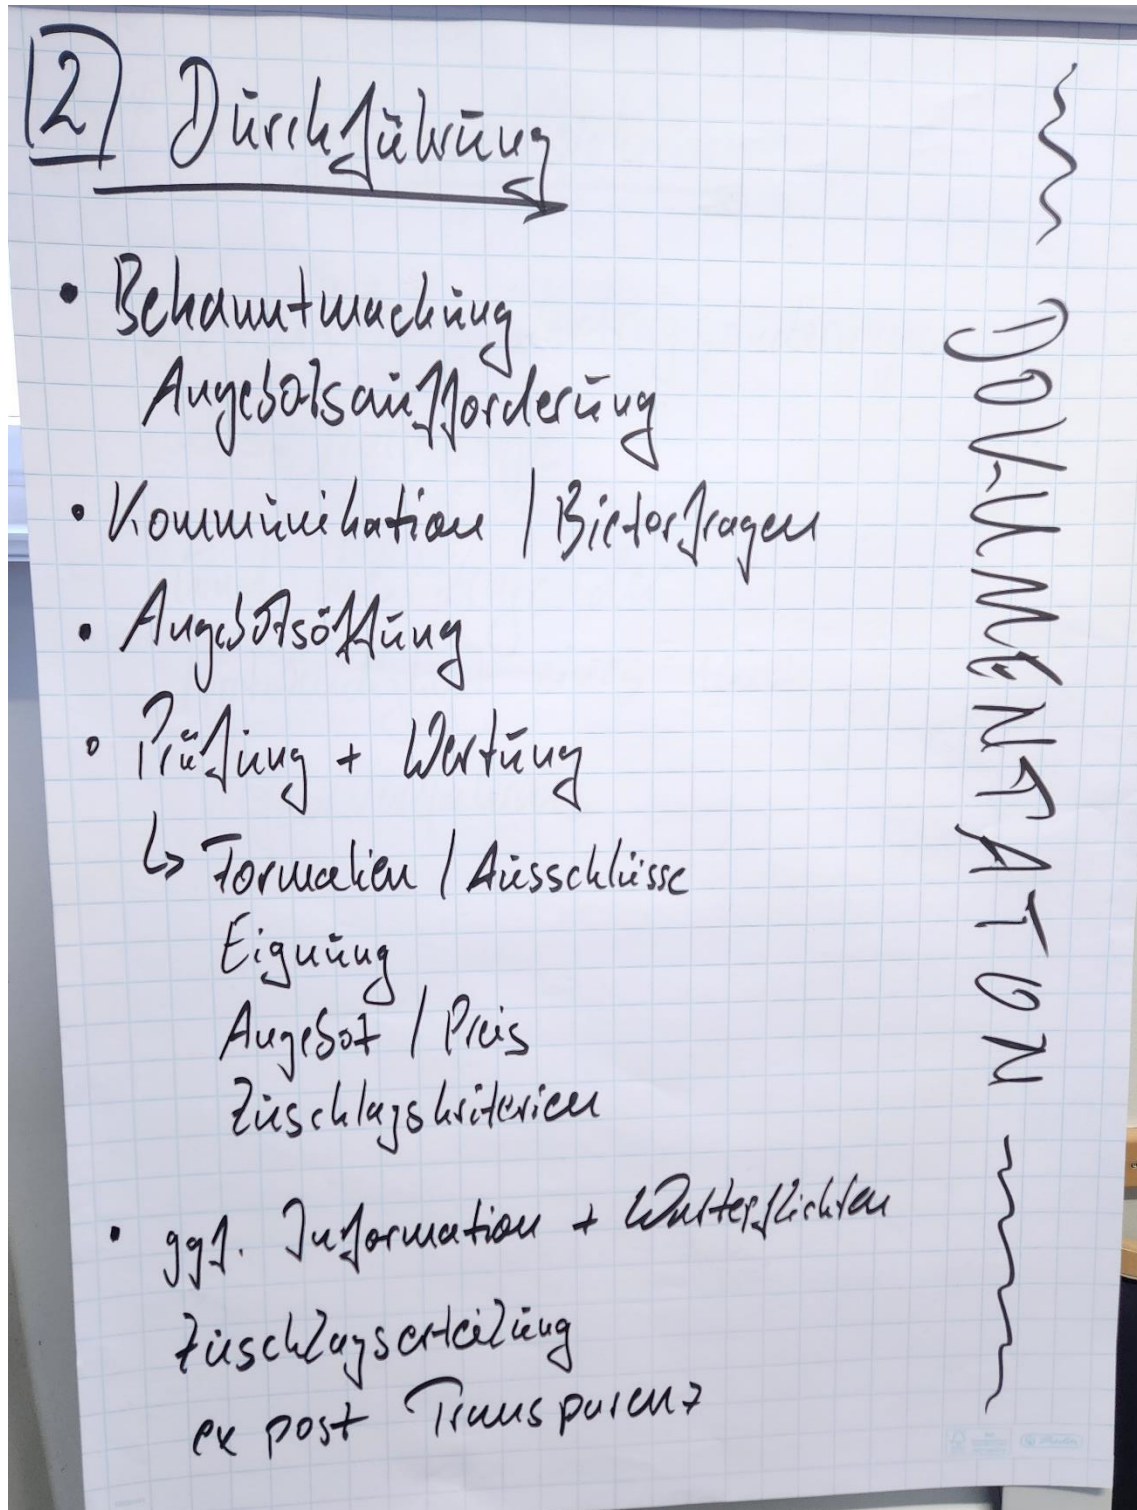 2 Durchführung
• Bekanntmachung
Angebotsaufforderung
• Kommunikation / Bieterfragen
• Angebotsöffnung
• Prüfung + Wertung
↳ Formalien / Ausschlüsse
Eignung
Angebot / Preis
Zuschlagskriterien
• ggf. Information + Wartepflichten
Zuschlagserteilung
ex post Transparenz
DOKUMENTATION